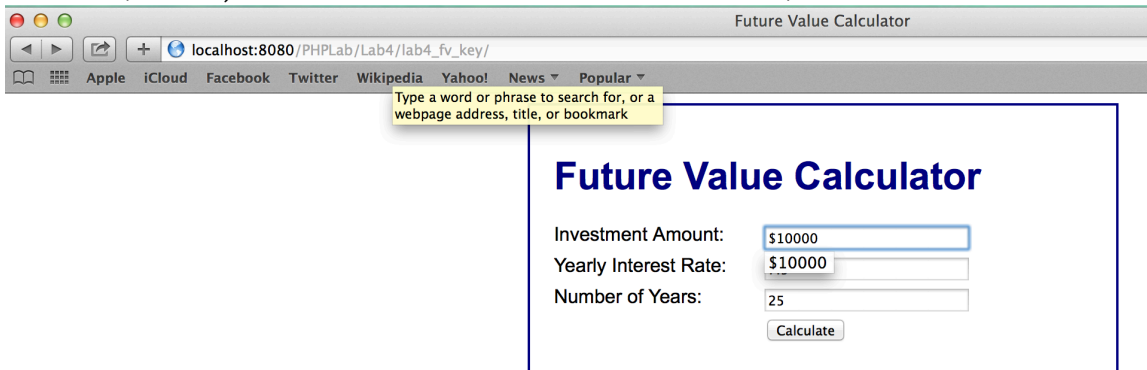 Future Value Calculator
localhost:8080/PHPLab/Lab4/lab4_fv_key/
Apple iCloud Facebook Twitter Wikipedia Yahoo! News Popular
Type a word or phrase to search for, or a
webpage address, title, or bookmark
Future Value Calculator
Investment Amount: $10000
$10000
Yearly Interest Rate:
Number of Years: 25
Calculate